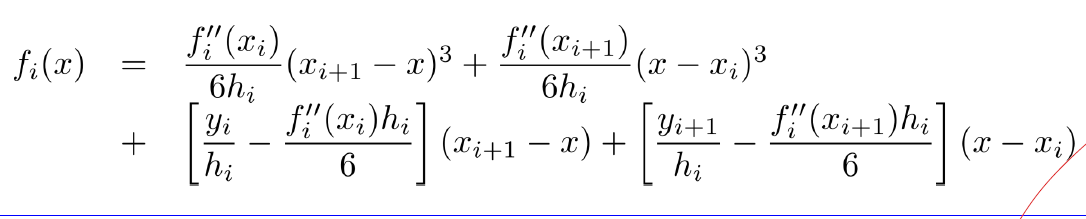 f_i(x) = \frac{f_i''(x_i)}{6h_i}(x_{i+1} - x)^3 + \frac{f_i''(x_{i+1})}{6h_i}(x - x_i)^3
+ \left[\frac{y_i}{h_i} - \frac{f_i''(x_i)h_i}{6}\right](x_{i+1} - x) + \left[\frac{y_{i+1}}{h_i} - \frac{f_i''(x_{i+1})h_i}{6}\right](x - x_i)